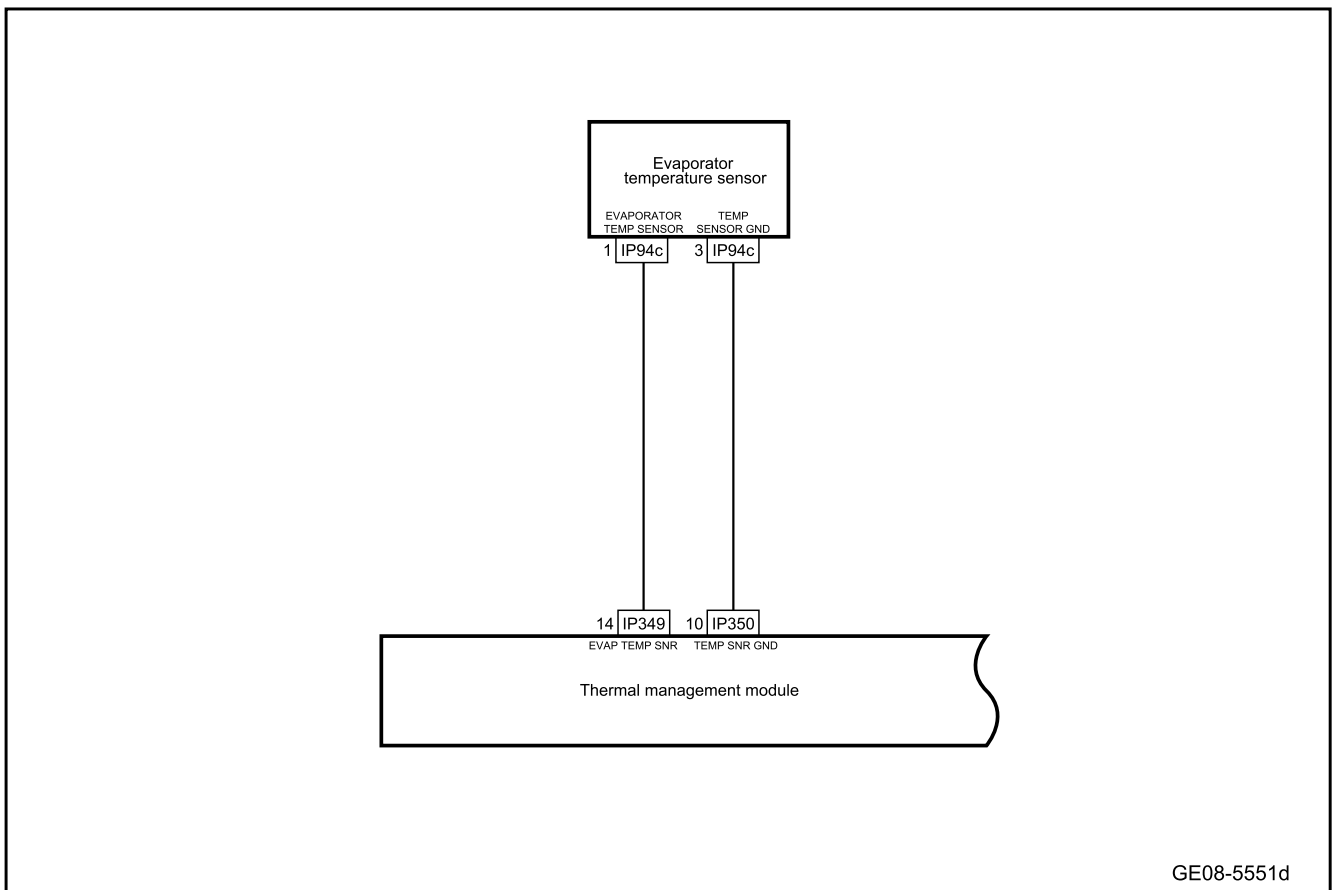 Evaporator
temperature sensor
EVAPORATOR TEMP
TEMP SENSOR SENSOR GND
1 IP94c 3 IP94c
14 IP349 10 IP350
EVAP TEMP SNR TEMP SNR GND
Thermal management module
GE08-5551d